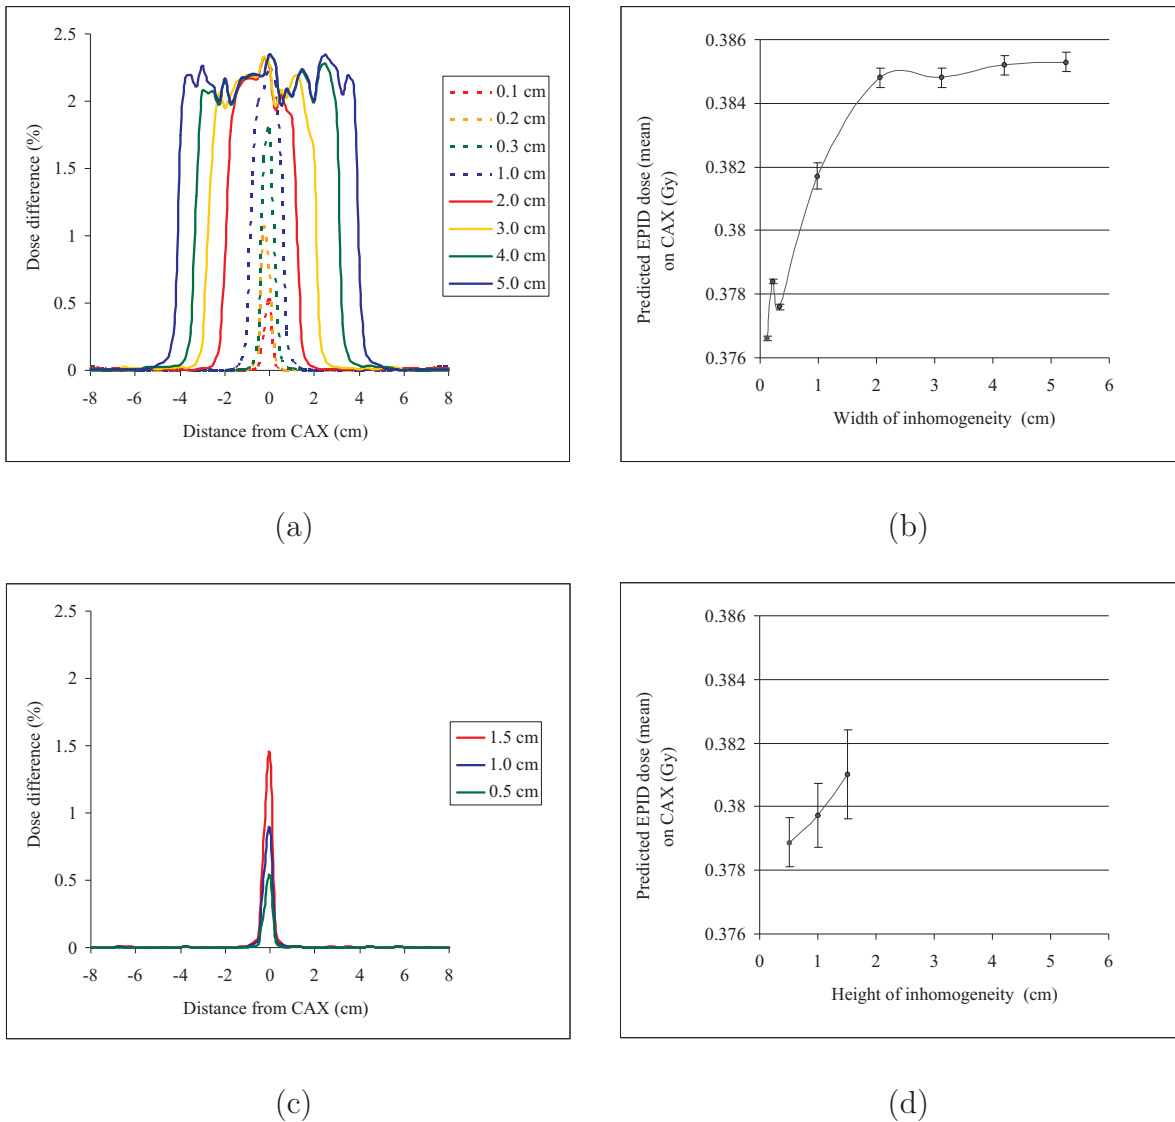 2.5
2
1.5
1
0.5
0
-8 -6 -4 -2 0 2 4 6 8
Dose difference (%)
Distance from CAX (cm)
0.1 cm
0.2 cm
0.3 cm
1.0 cm
2.0 cm
3.0 cm
4.0 cm
5.0 cm
(a)
0.386
0.384
0.382
0.38
0.378
0.376
0 1 2 3 4 5 6
Predicted EPID dose (mean)
on CAX (Gy)
Width of inhomogeneity (cm)
(b)
2.5
2
1.5
1
0.5
0
-8 -6 -4 -2 0 2 4 6 8
Dose difference (%)
Distance from CAX (cm)
1.5 cm
1.0 cm
0.5 cm
(c)
0.386
0.384
0.382
0.38
0.378
0.376
0 1 2 3 4 5 6
Predicted EPID dose (mean)
on CAX (Gy)
Height of inhomogeneity (cm)
(d)